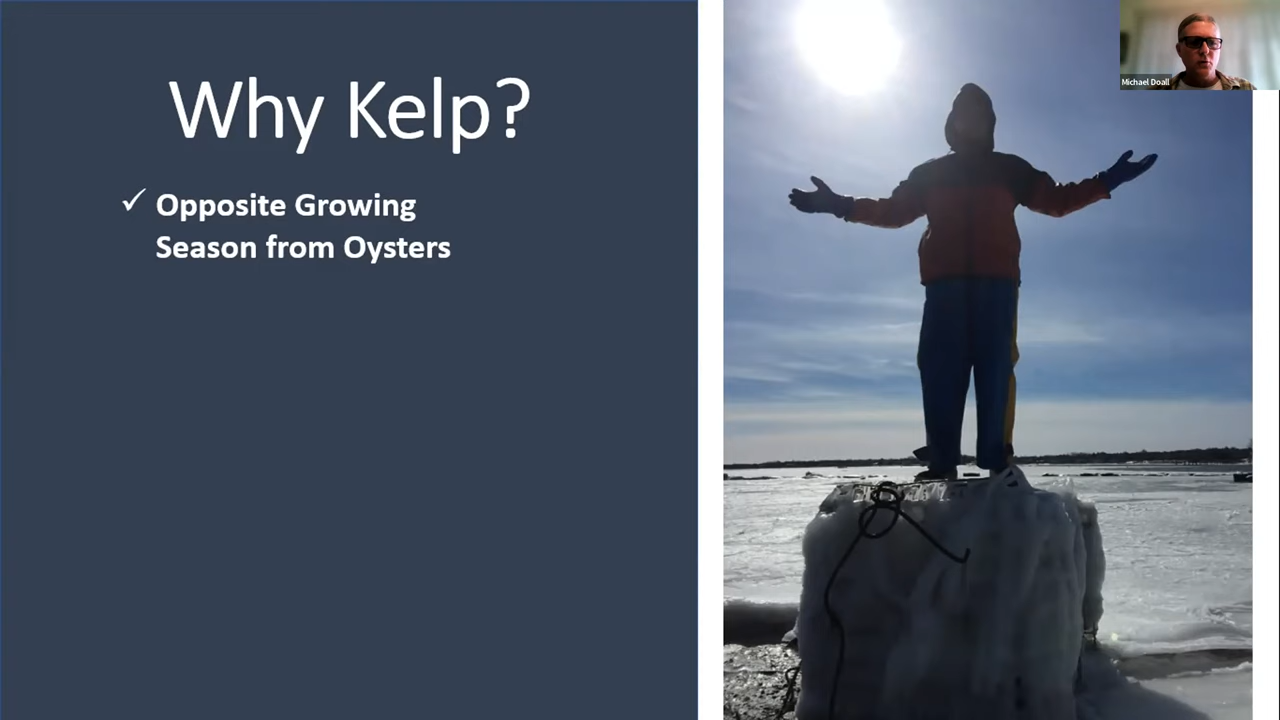 Why Kelp?
✓ Opposite Growing
Season from Oysters
Michael Doall